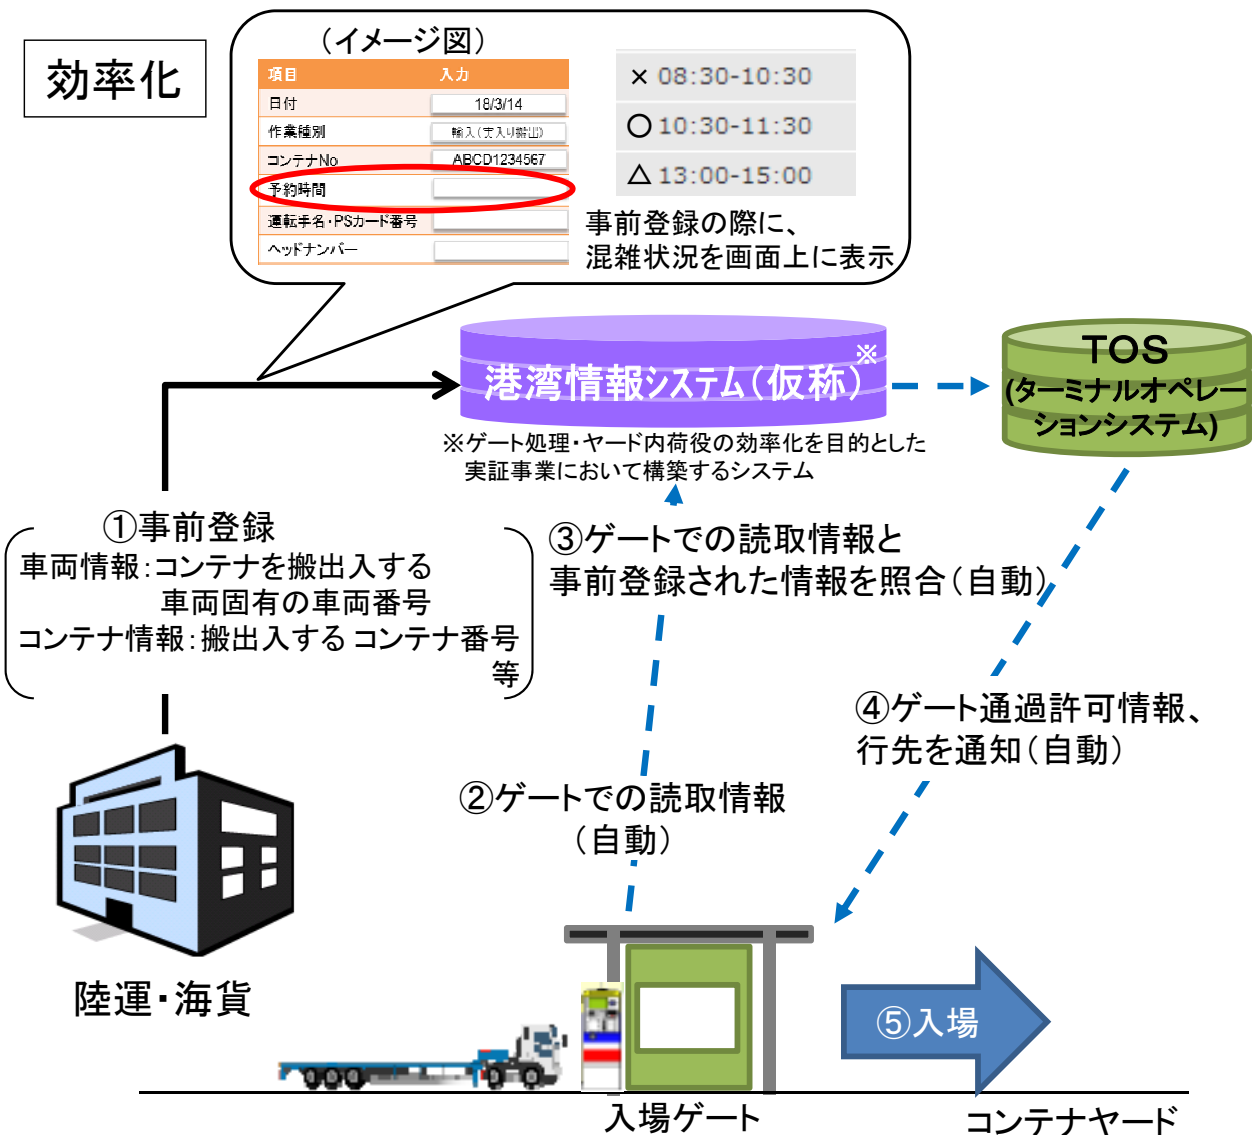 効率化
（イメージ図）
項目 入力
日付 18/3/14
作業種別 輸入（実入り搬出）
コンテナNo ABCD1234567
予約時間
運転手名・PSカード番号
ヘッドナンバー
× 08:30-10:30
○ 10:30-11:30
△ 13:00-15:00
事前登録の際に、
混雑状況を画面上に表示
港湾情報システム（仮称）※
TOS
(ターミナルオペレー
ションシステム)
※ゲート処理・ヤード内荷役の効率化を目的とした
実証事業において構築するシステム
①事前登録
車両情報：コンテナを搬出入する
車両固有の車両番号
コンテナ情報：搬出入するコンテナ番号
等
③ゲートでの読取情報と
事前登録された情報を照合（自動）
④ゲート通過許可情報、
行先を通知（自動）
②ゲートでの読取情報
（自動）
陸運・海貨
⑤入場
入場ゲート
コンテナヤード